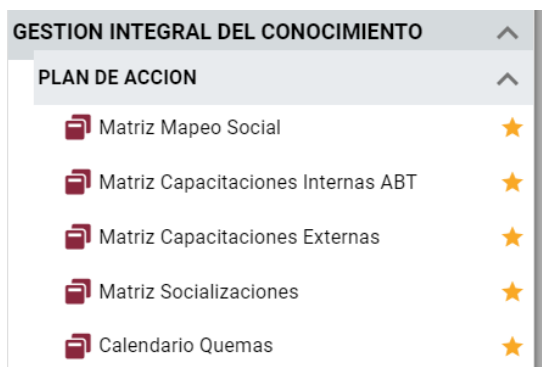 GESTION INTEGRAL DEL CONOCIMIENTO
PLAN DE ACCION
Matriz Mapeo Social
Matriz Capacitaciones Internas ABT
Matriz Capacitaciones Externas
Matriz Socializaciones
Calendario Quemas